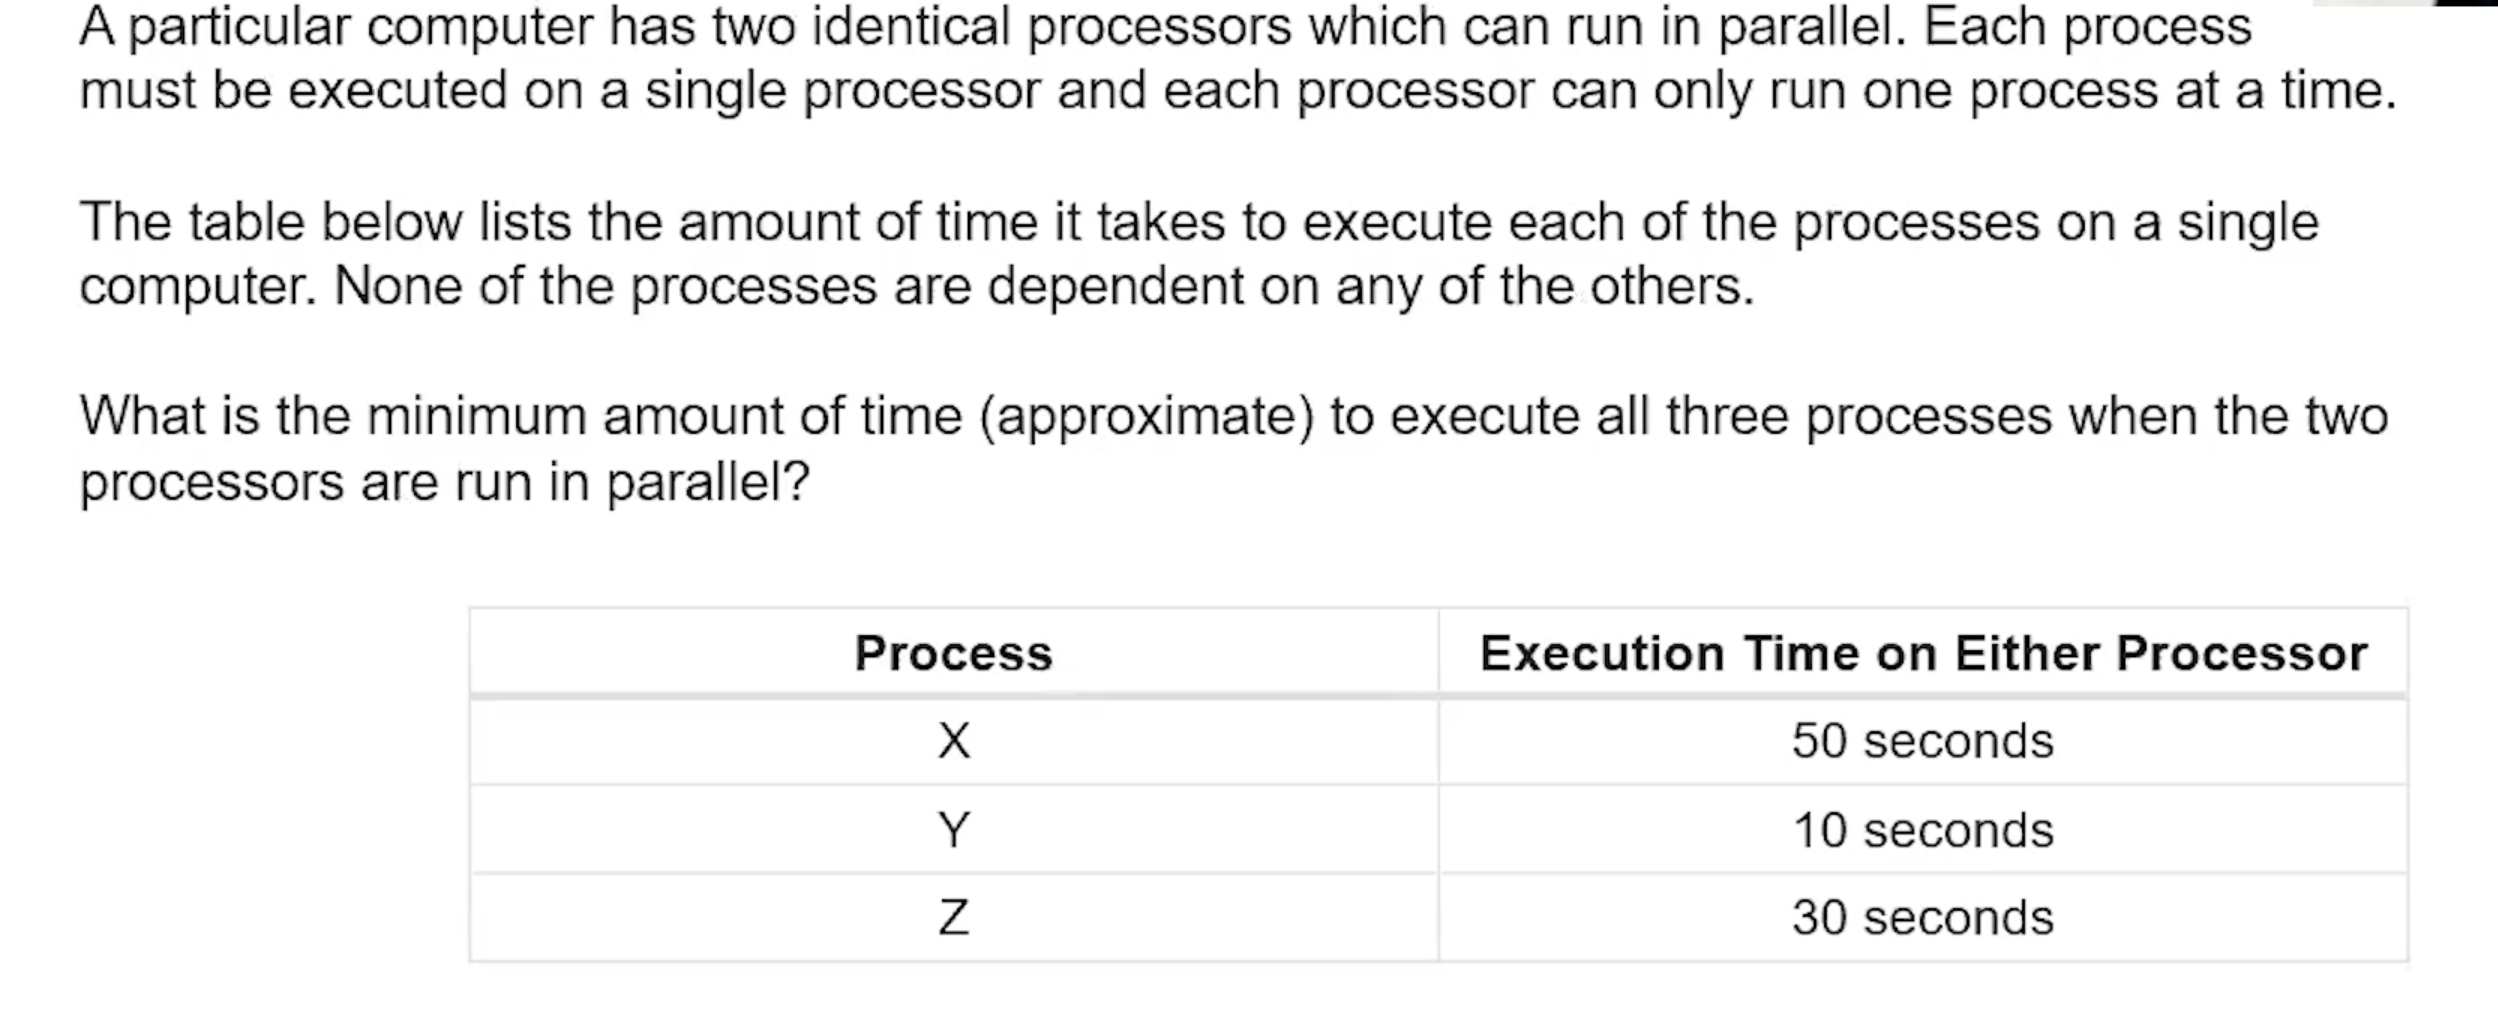 A particular computer has two identical processors which can run in parallel. Each process
must be executed on a single processor and each processor can only run one process at a time.
The table below lists the amount of time it takes to execute each of the processes on a single
computer. None of the processes are dependent on any of the others.
What is the minimum amount of time (approximate) to execute all three processes when the two
processors are run in parallel?
Process Execution Time on Either Processor
X 50 seconds
Y 10 seconds
Z 30 seconds